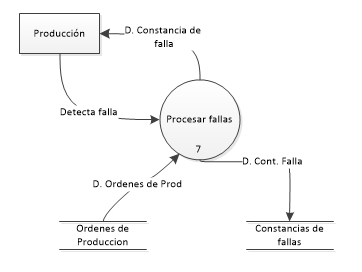 Producción
D. Constancia de
falla
Detecta falla
Procesar fallas
7
D. Cont. Falla
D. Ordenes de Prod
Ordenes de
Produccion
Constancias de
fallas